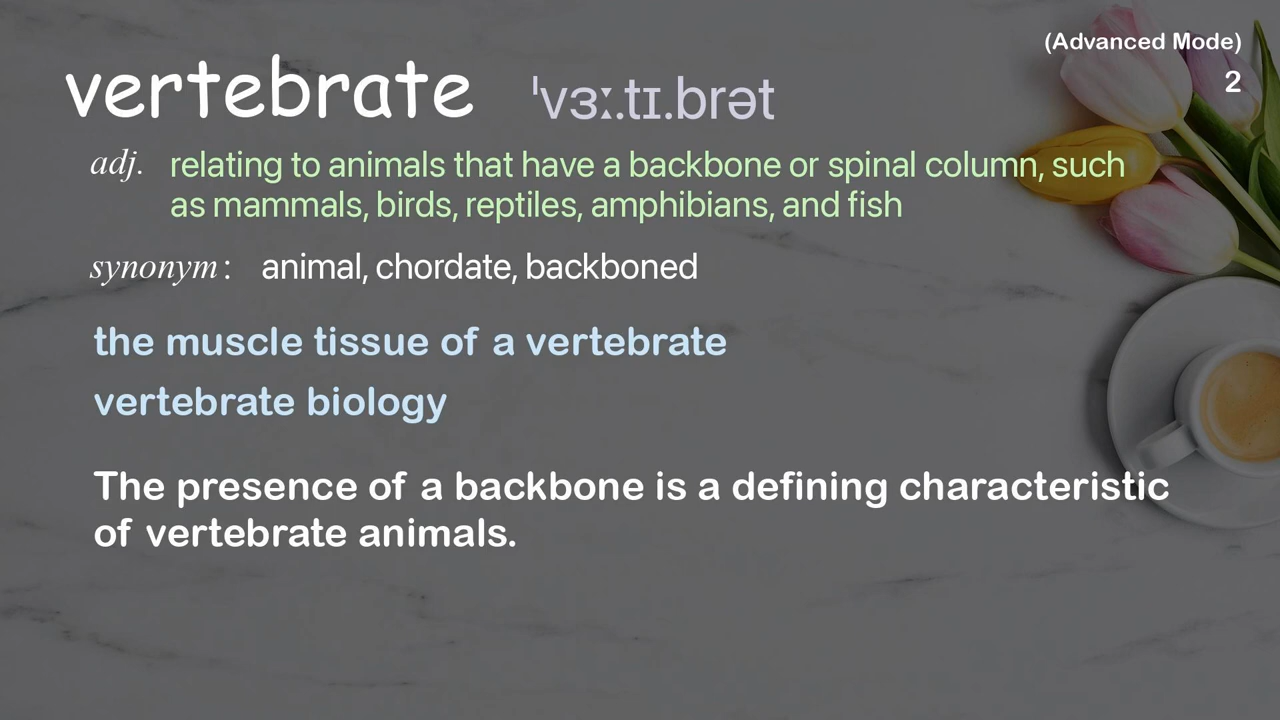 (Advanced Mode)
2
vertebrate ˈvɜː.tɪ.brət
adj. relating to animals that have a backbone or spinal column, such
as mammals, birds, reptiles, amphibians, and fish
synonym: animal, chordate, backboned
the muscle tissue of a vertebrate
vertebrate biology
The presence of a backbone is a defining characteristic
of vertebrate animals.